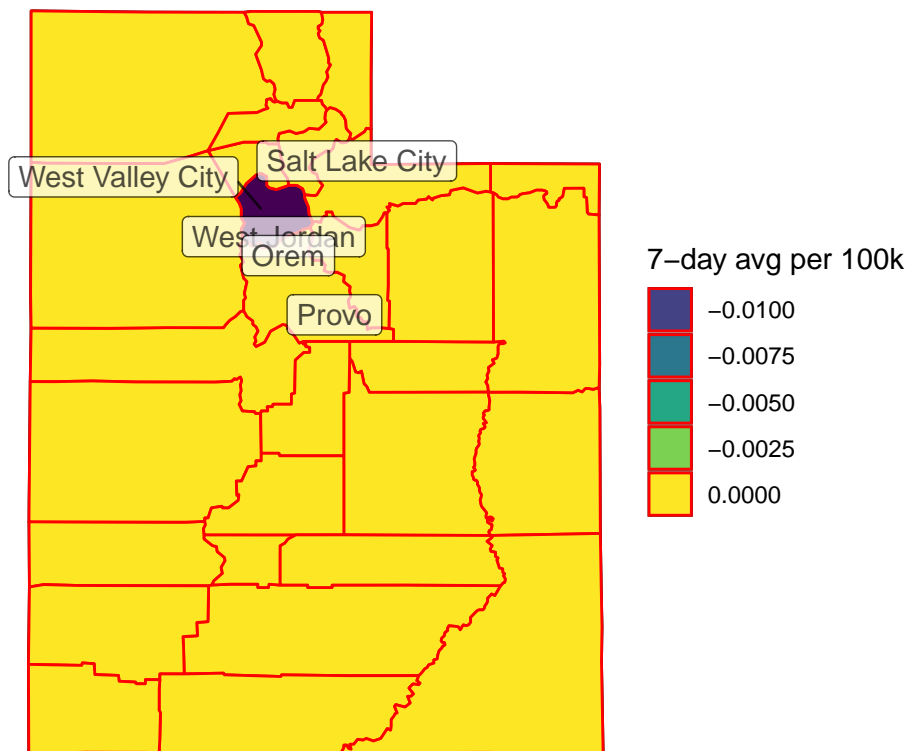 Salt Lake City
West Valley City
West Jordan
Orem
Provo
7−day avg per 100k
−0.0100
−0.0075
−0.0050
−0.0025
0.0000